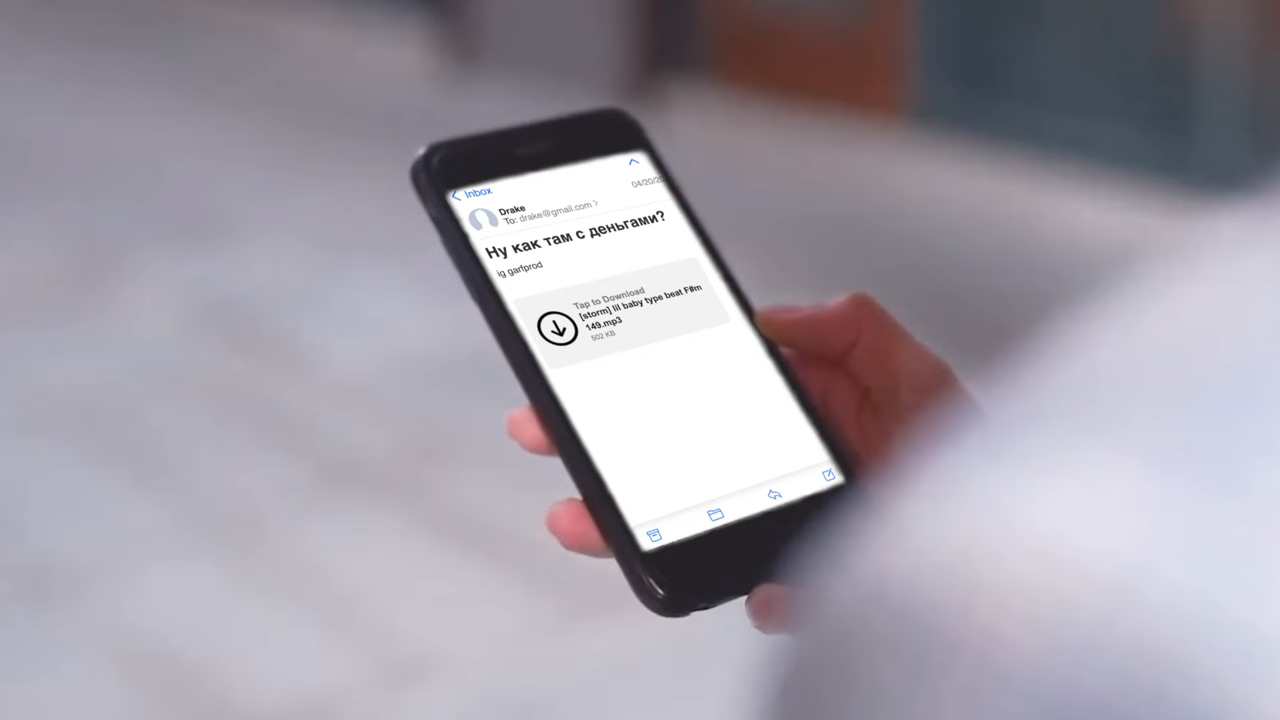 Inbox
04/20/20
Drake
To: drake@gmail.com
Ну как там с деньгами?
ig garfprod
Tap to Download
[storm] lil baby type beat F#m
149.mp3
502 KB